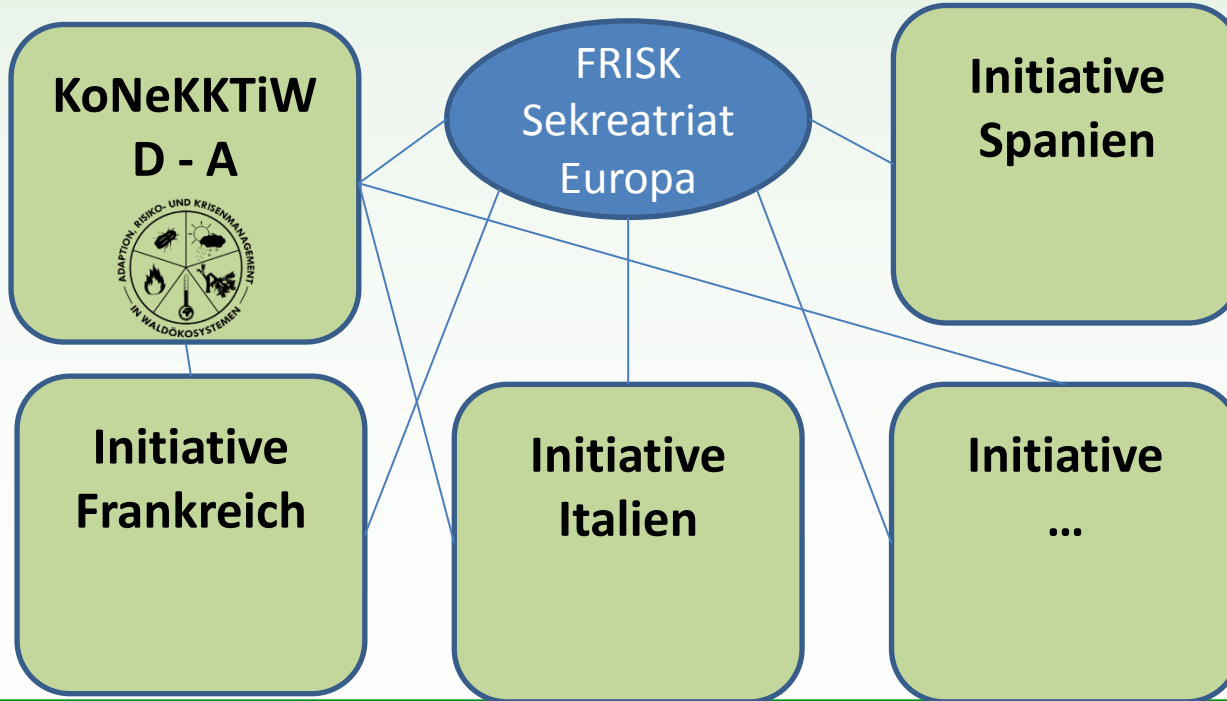 KoNeKKTiW
D - A
ADAPTION, RISIKO- UND KRISENMANAGEMENT
IN WALDÖKOSYSTEMEN
FRISK
Sekreatriat
Europa
Initiative
Spanien
Initiative
Frankreich
Initiative
Italien
Initiative
...